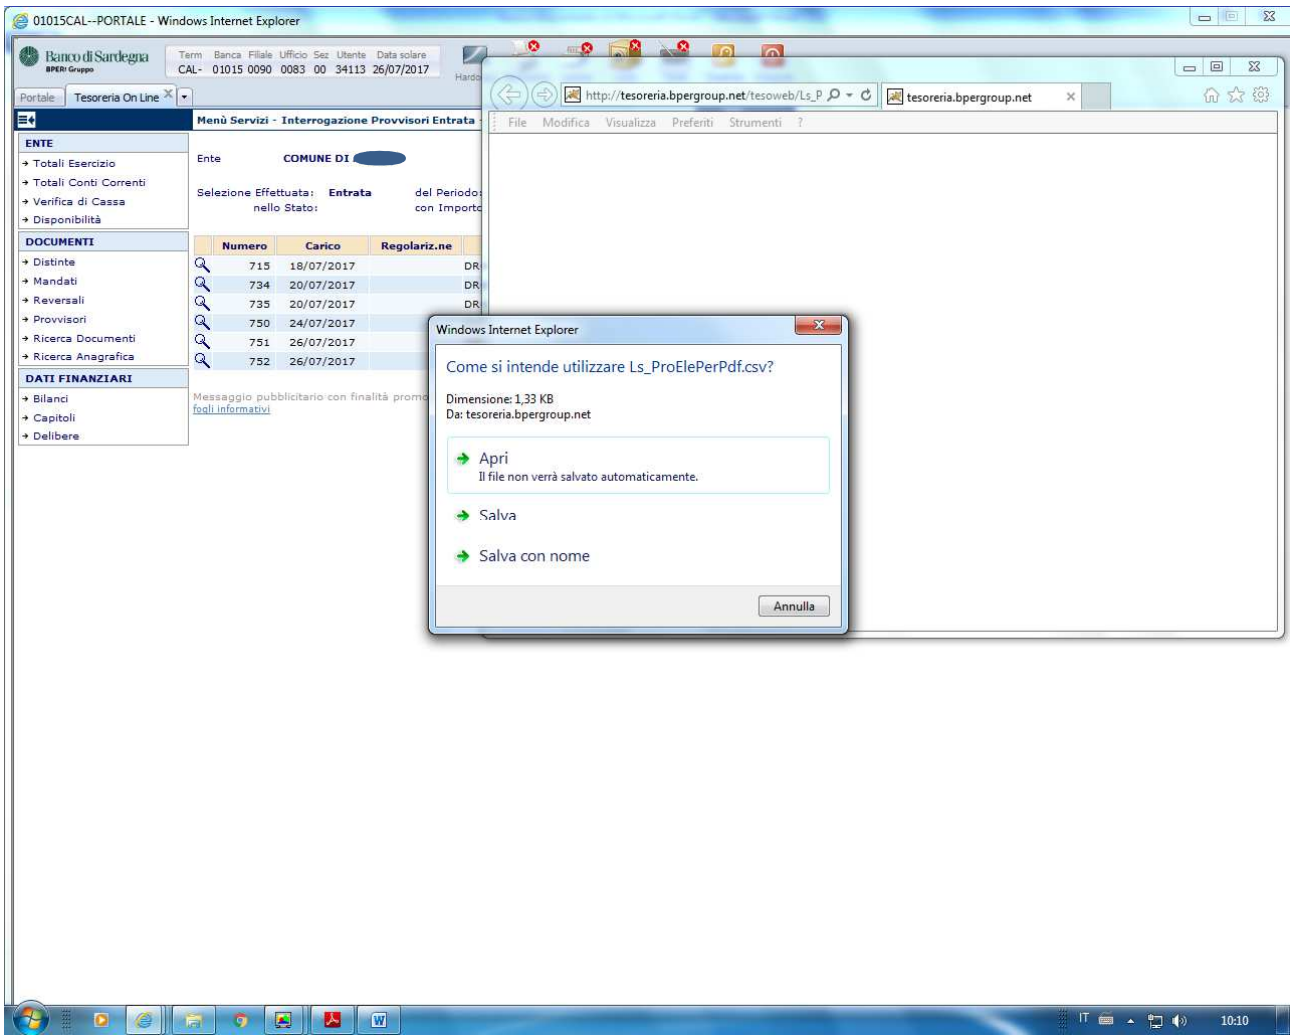 01015CAL--PORTALE - Windows Internet Explorer
Banco di Sardegna
BPER: Gruppo
Term Banca Filiale Ufficio Sez Utente Data solare
CAL- 01015 0090 0083 00 34113 26/07/2017
Portale Tesoreria On Line
http://tesoreria.bpergroup.net/tesoweb/Ls_P
tesoreria.bpergroup.net
File Modifica Visualizza Preferiti Strumenti ?
Menù Servizi - Interrogazione Provvisori Entrata -
ENTE
Totali Esercizio
Totali Conti Correnti
Verifica di Cassa
Disponibilità
DOCUMENTI
Distinte
Mandati
Reversali
Provvisori
Ricerca Documenti
Ricerca Anagrafica
DATI FINANZIARI
Bilanci
Capitoli
Delibere
Ente COMUNE DI
Selezione Effettuata: Entrata del Periodo:
nello Stato: con Importo
Numero Carico Regolariz.ne
715 18/07/2017 DR
734 20/07/2017 DR
735 20/07/2017 DR
750 24/07/2017
751 26/07/2017
752 26/07/2017
Messaggio pubblicitario con finalità promo
fogli informativi
Windows Internet Explorer
Come si intende utilizzare Ls_ProElePerPdf.csv?
Dimensione: 1,33 KB
Da: tesoreria.bpergroup.net
Apri
Il file non verrà salvato automaticamente.
Salva
Salva con nome
Annulla
IT
10:10